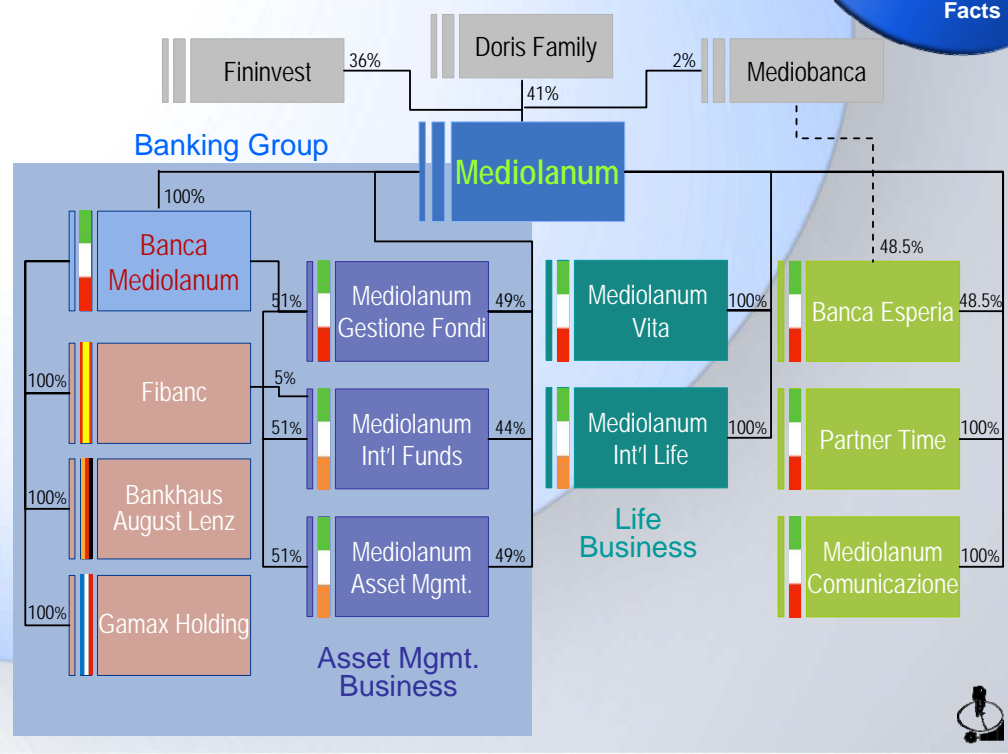 Facts
Doris Family
Fininvest
36%
2%
Mediobanca
41%
Banking Group
Mediolanum
100%
Banca
Mediolanum
48.5%
51%
Mediolanum
Gestione Fondi
49%
Mediolanum
Vita
100%
Banca Esperia
48.5%
100%
Fibanc
5%
51%
Mediolanum
Int'l Funds
44%
Mediolanum
Int'l Life
100%
Partner Time
100%
100%
Bankhaus
August Lenz
Life
Business
51%
Mediolanum
Asset Mgmt.
49%
Mediolanum
Comunicazione
100%
100%
Gamax Holding
Asset Mgmt.
Business